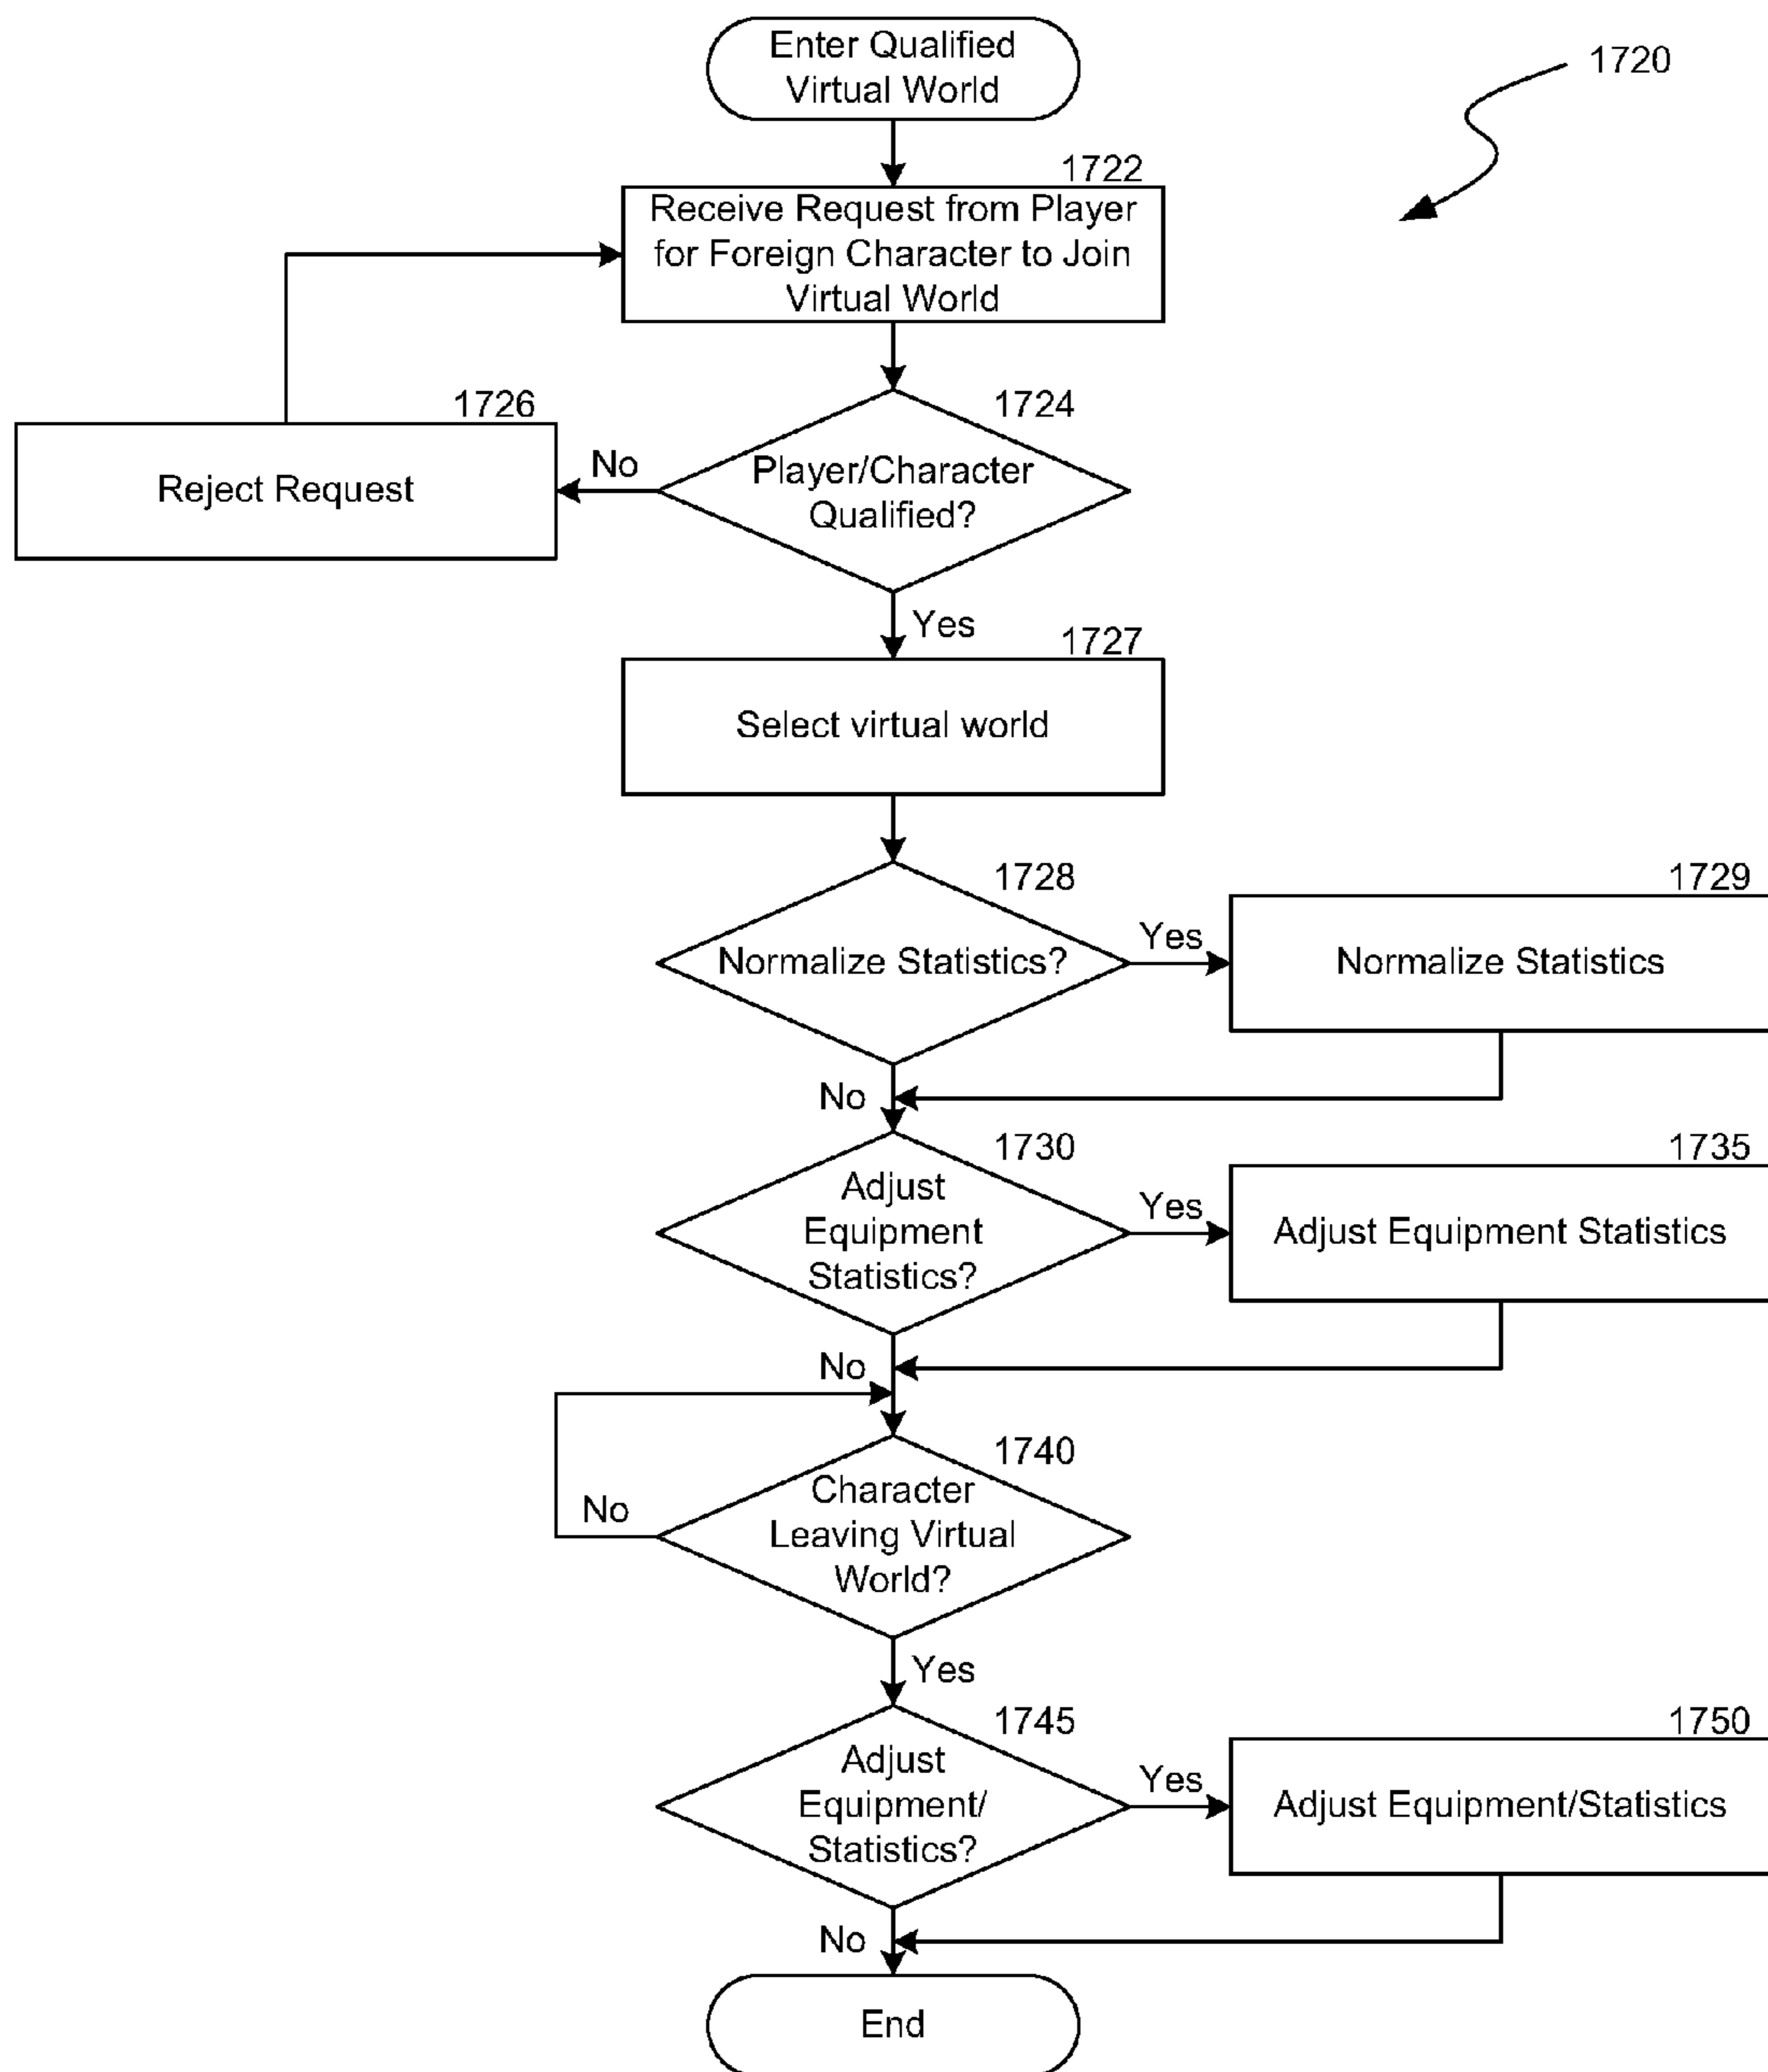 Enter Qualified
Virtual World
1720
1722
Receive Request from Player
for Foreign Character to Join
Virtual World
1726
Reject Request
No
1724
Player/Character
Qualified?
Yes
1727
Select virtual world
1728
Normalize Statistics?
Yes
1729
Normalize Statistics
No
1730
Adjust
Equipment
Statistics?
Yes
1735
Adjust Equipment Statistics
No
1740
Character
Leaving Virtual
World?
No
Yes
1745
Adjust
Equipment/
Statistics?
Yes
1750
Adjust Equipment/Statistics
No
End